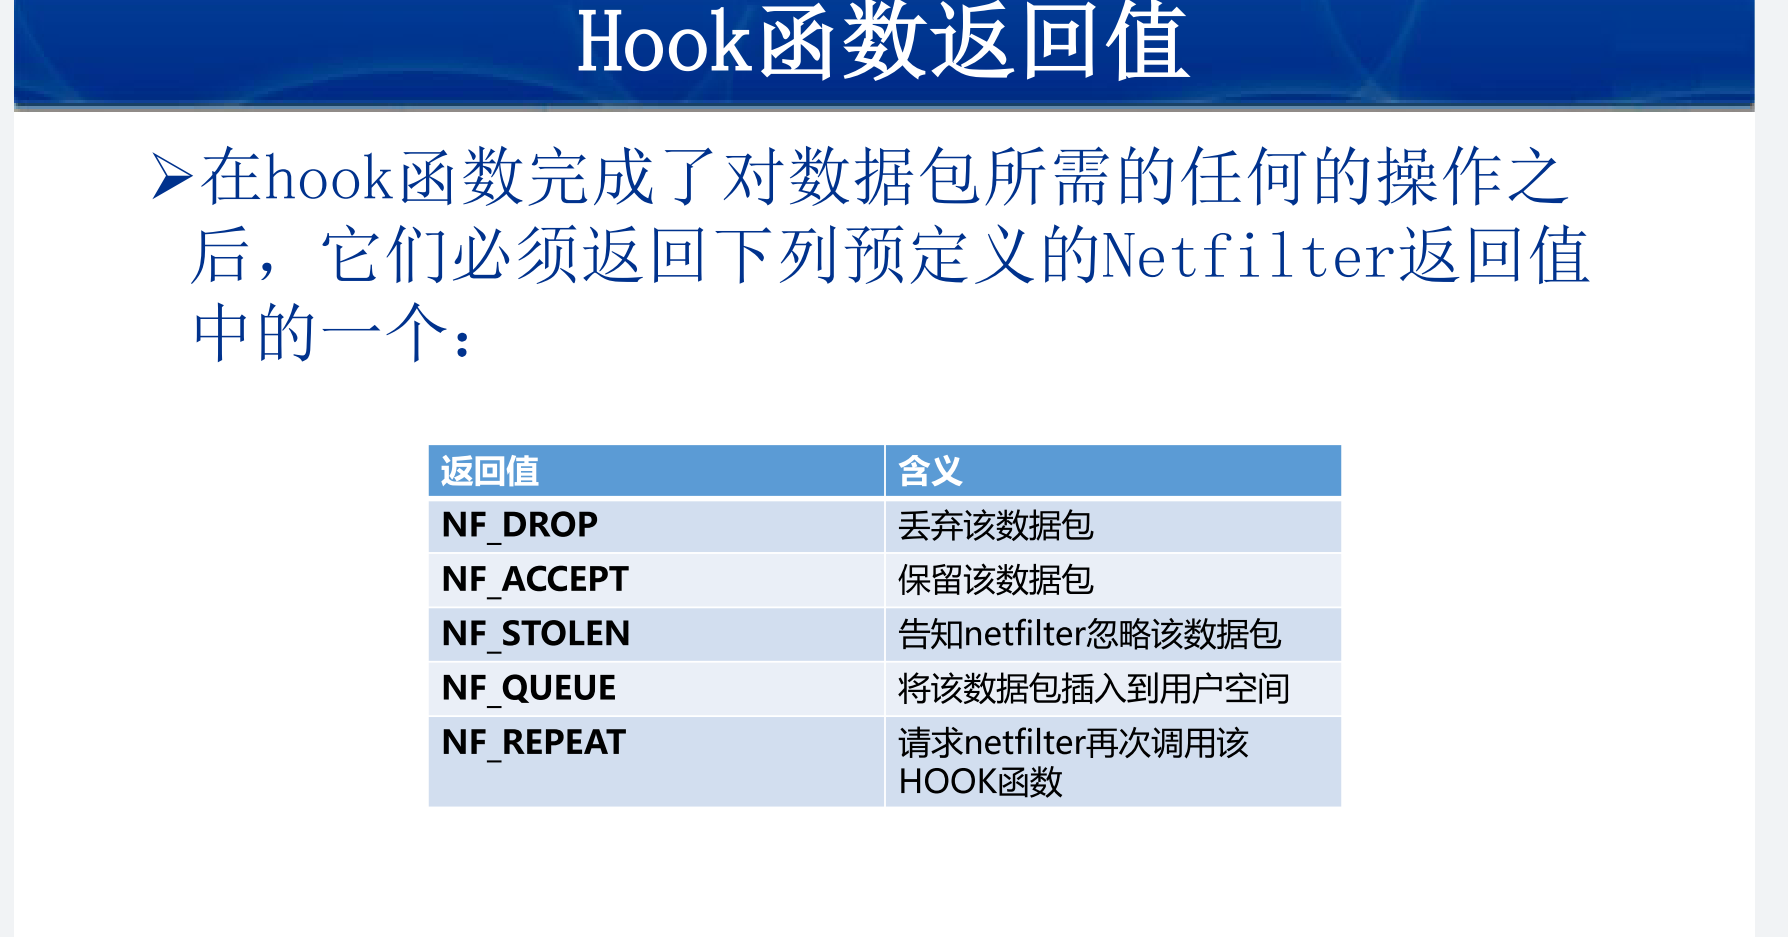 Hook函数返回值
➢在hook函数完成了对数据包所需的任何的操作之
后，它们必须返回下列预定义的Netfilter返回值
中的一个：
返回值 含义
NF_DROP 丢弃该数据包
NF_ACCEPT 保留该数据包
NF_STOLEN 告知netfilter忽略该数据包
NF_QUEUE 将该数据包插入到用户空间
NF_REPEAT 请求netfilter再次调用该
HOOK函数